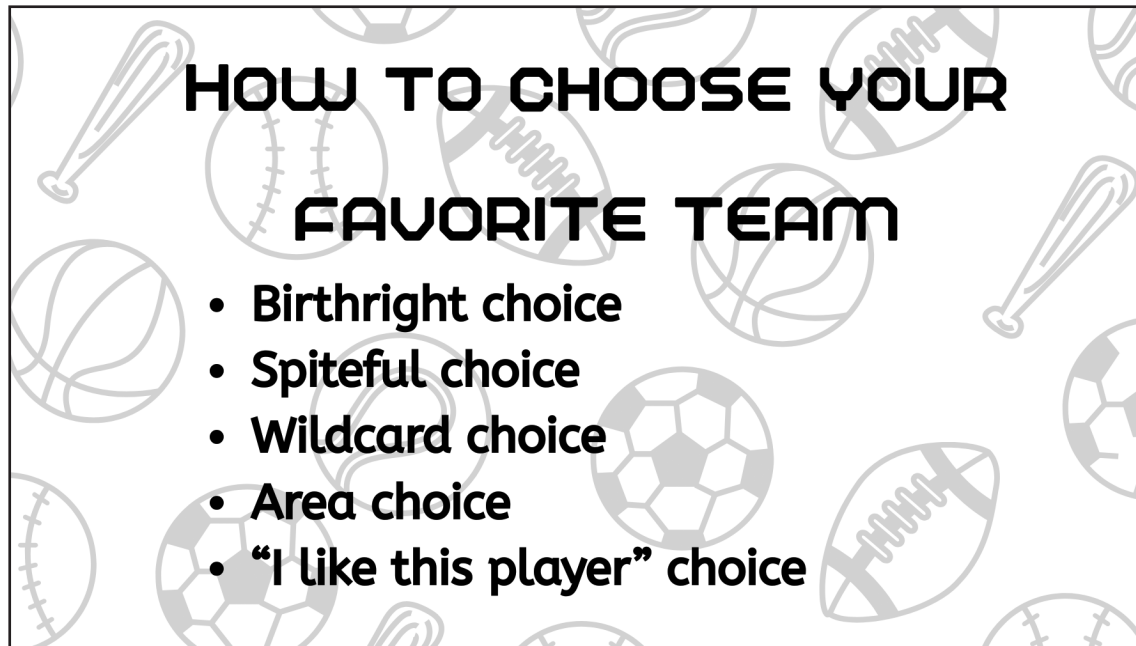 HOW TO CHOOSE YOUR
FAVORITE TEAM
• Birthright choice
• Spiteful choice
• Wildcard choice
• Area choice
• “I like this player” choice